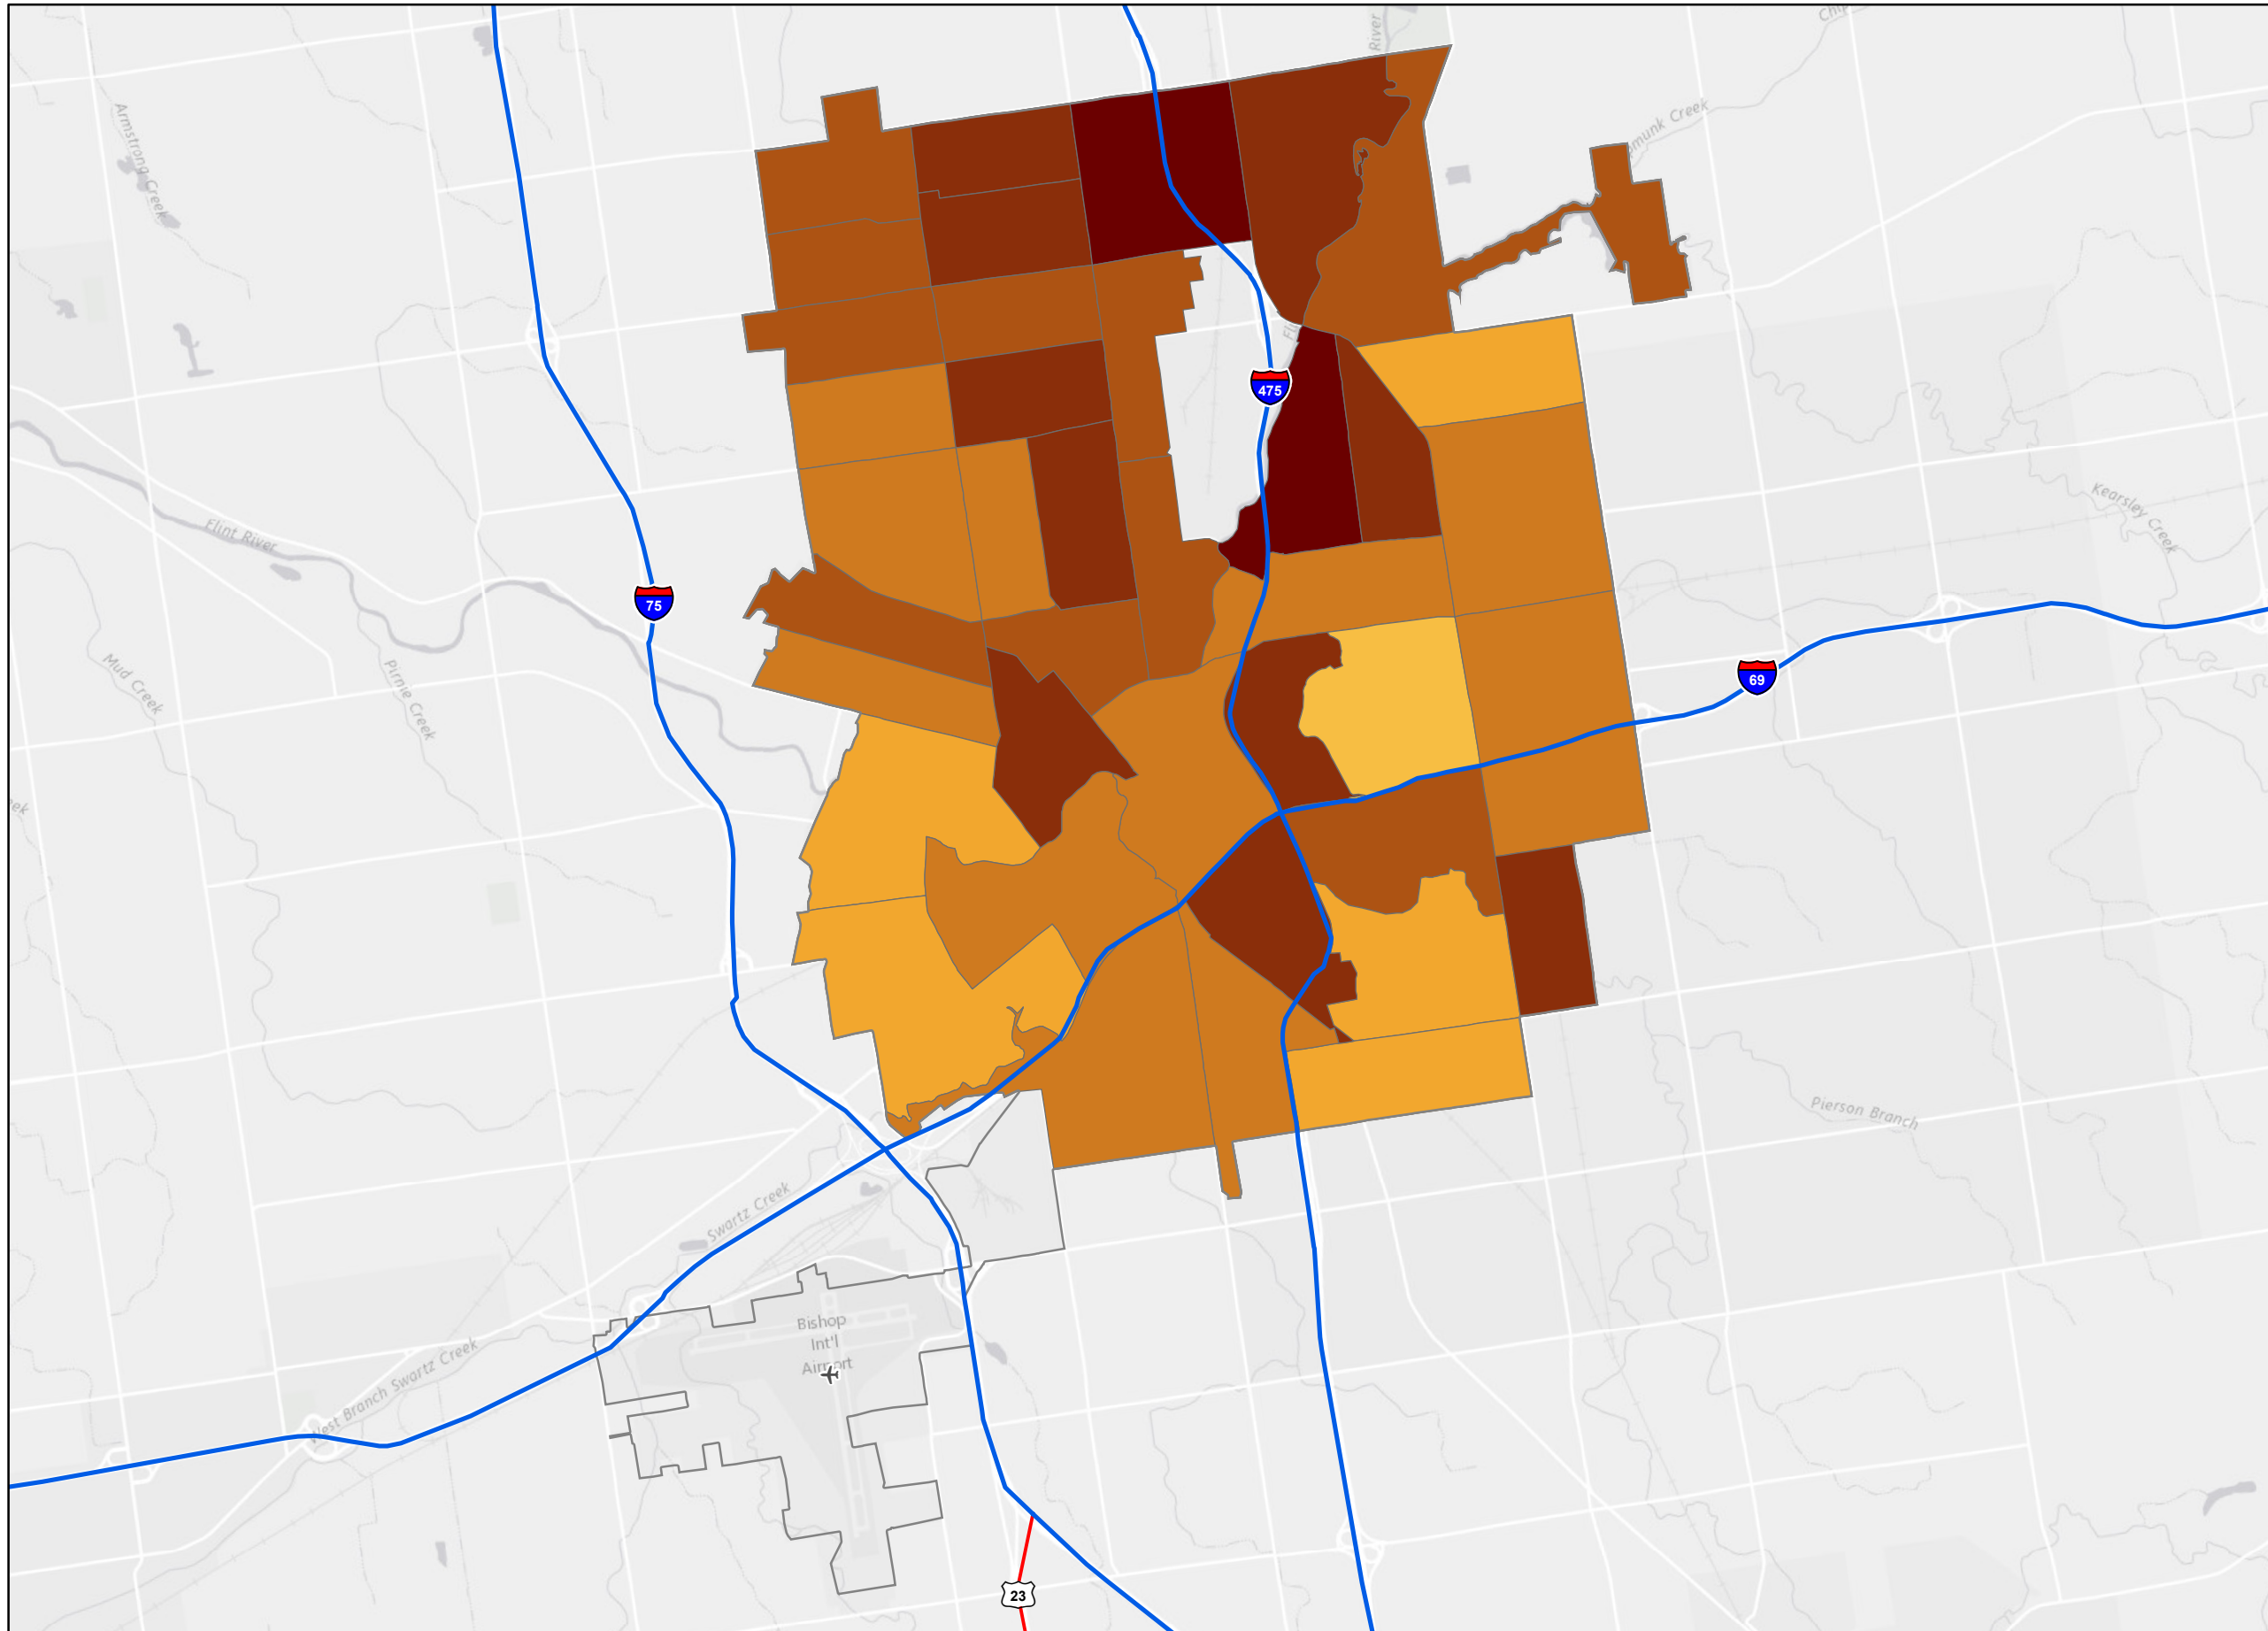 River
Armstrong Creek
Creek
475
Flint River
Kearsley Creek
75
Mud Creek
Pirnie Creek
69
Pierson Branch
Swartz Creek
Bishop
Int'l
Airport
West Branch Swartz Creek
23